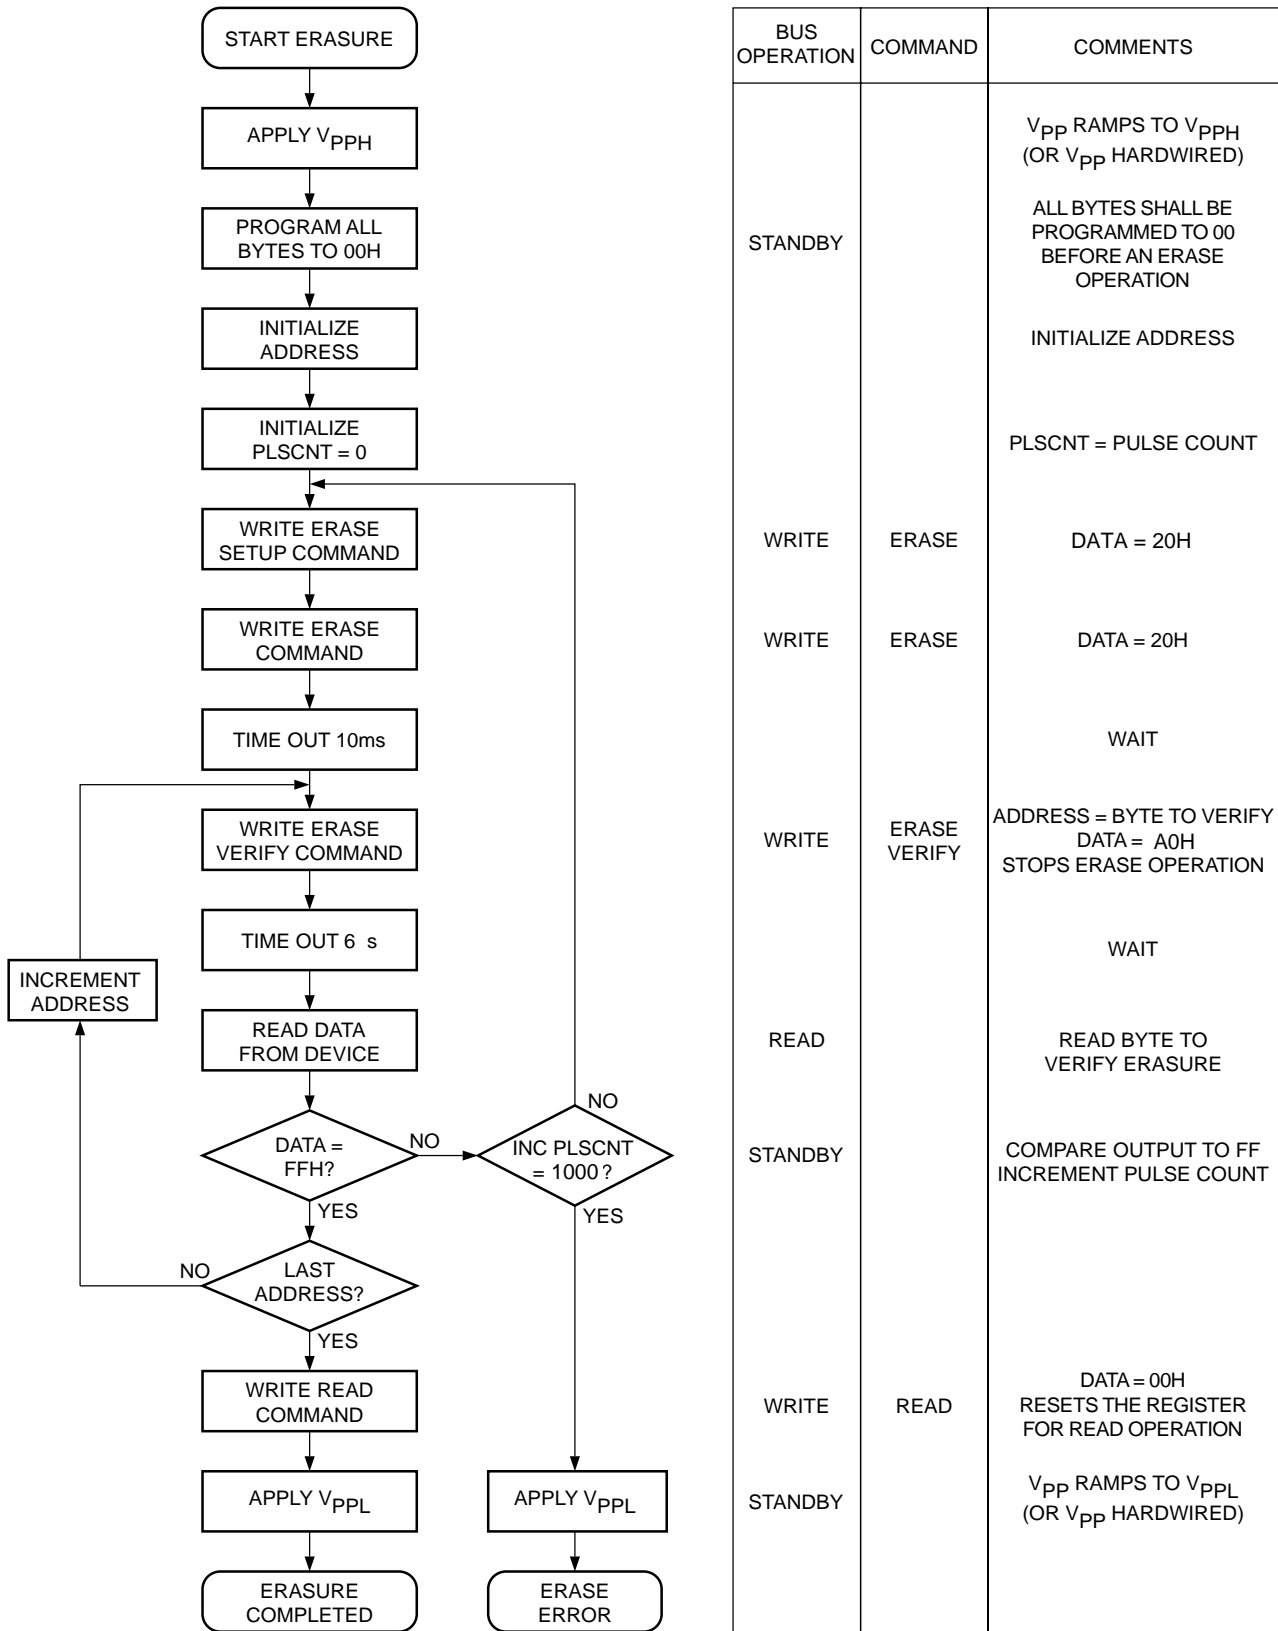 START ERASURE
APPLY VPPH
PROGRAM ALL
BYTES TO 00H
INITIALIZE
ADDRESS
INITIALIZE
PLSCNT = 0
WRITE ERASE
SETUP COMMAND
WRITE ERASE
COMMAND
TIME OUT 10ms
WRITE ERASE
VERIFY COMMAND
TIME OUT 6 s
INCREMENT
ADDRESS
READ DATA
FROM DEVICE
DATA =
FFH?
NO
YES
INC PLSCNT
= 1000 ?
NO
YES
LAST
ADDRESS?
NO
YES
WRITE READ
COMMAND
APPLY VPPL
APPLY VPPL
ERASURE
COMPLETED
ERASE
ERROR
BUS
OPERATION
COMMAND
COMMENTS
VPP RAMPS TO VPPH
(OR VPP HARDWIRED)
STANDBY
ALL BYTES SHALL BE
PROGRAMMED TO 00
BEFORE AN ERASE
OPERATION
INITIALIZE ADDRESS
PLSCNT = PULSE COUNT
WRITE ERASE DATA = 20H
WRITE ERASE DATA = 20H
WAIT
WRITE
ERASE
VERIFY
ADDRESS = BYTE TO VERIFY
DATA = A0H
STOPS ERASE OPERATION
WAIT
READ
READ BYTE TO
VERIFY ERASURE
STANDBY
COMPARE OUTPUT TO FF
INCREMENT PULSE COUNT
WRITE
READ
DATA = 00H
RESETS THE REGISTER
FOR READ OPERATION
STANDBY
VPP RAMPS TO VPPL
(OR VPP HARDWIRED)